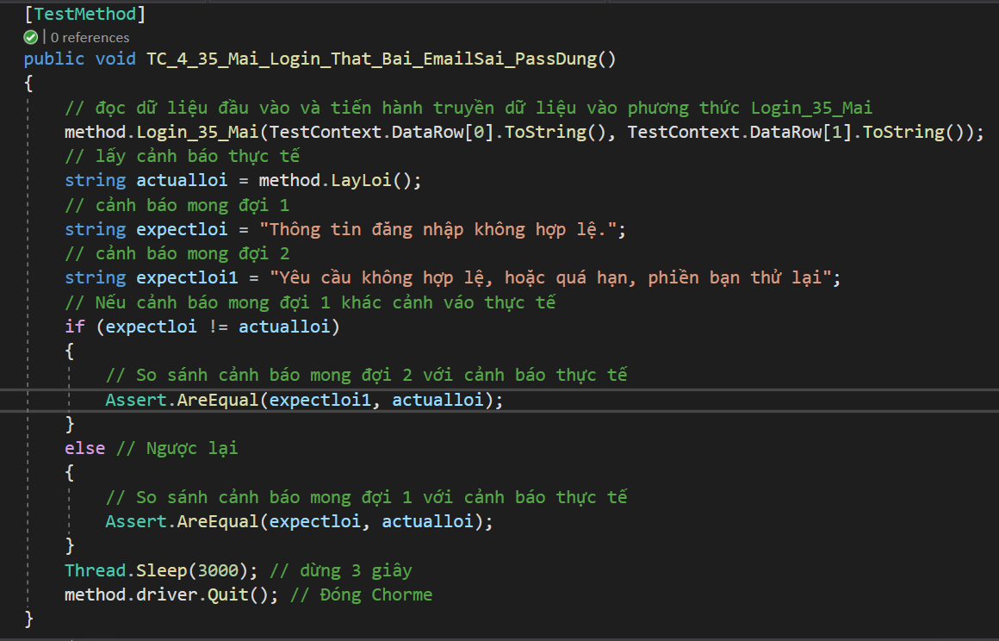 [TestMethod]
0 references
public void TC_4_35_Mai_Login_That_Bai_EmailSai_PassDung()
{
// đọc dữ liệu đầu vào và tiến hành truyền dữ liệu vào phương thức Login_35_Mai
method.Login_35_Mai(TestContext.DataRow[0].ToString(), TestContext.DataRow[1].ToString());
// lấy cảnh báo thực tế
string actualloi = method.LayLoi();
// cảnh báo mong đợi 1
string expectloi = "Thông tin đăng nhập không hợp lệ.";
// cảnh báo mong đợi 2
string expectloi1 = "Yêu cầu không hợp lệ, hoặc quá hạn, phiền bạn thử lại";
// Nếu cảnh báo mong đợi 1 khác cảnh váo thực tế
if (expectloi != actualloi)
{
// So sánh cảnh báo mong đợi 2 với cảnh báo thực tế
Assert.AreEqual(expectloi1, actualloi);
}
else // Ngược lại
{
// So sánh cảnh báo mong đợi 1 với cảnh báo thực tế
Assert.AreEqual(expectloi, actualloi);
}
Thread.Sleep(3000); // dừng 3 giây
method.driver.Quit(); // Đóng Chorme
}